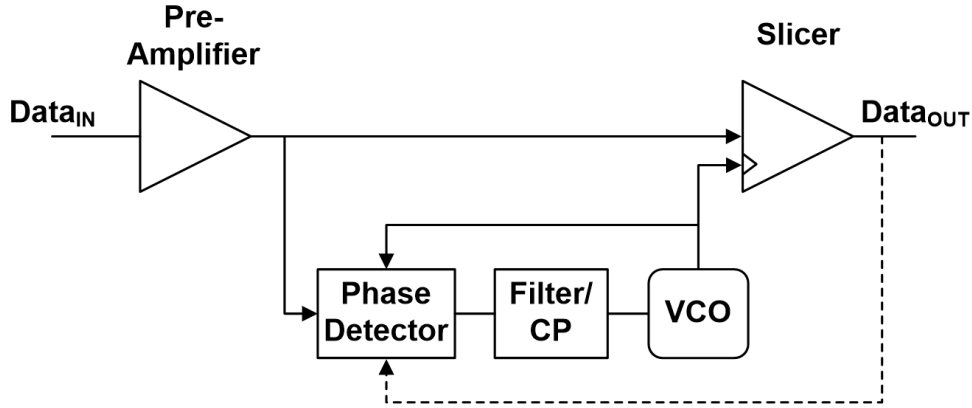 Pre-
Amplifier
Slicer
DataIN
DataOUT
Phase
Detector
Filter/
CP
VCO